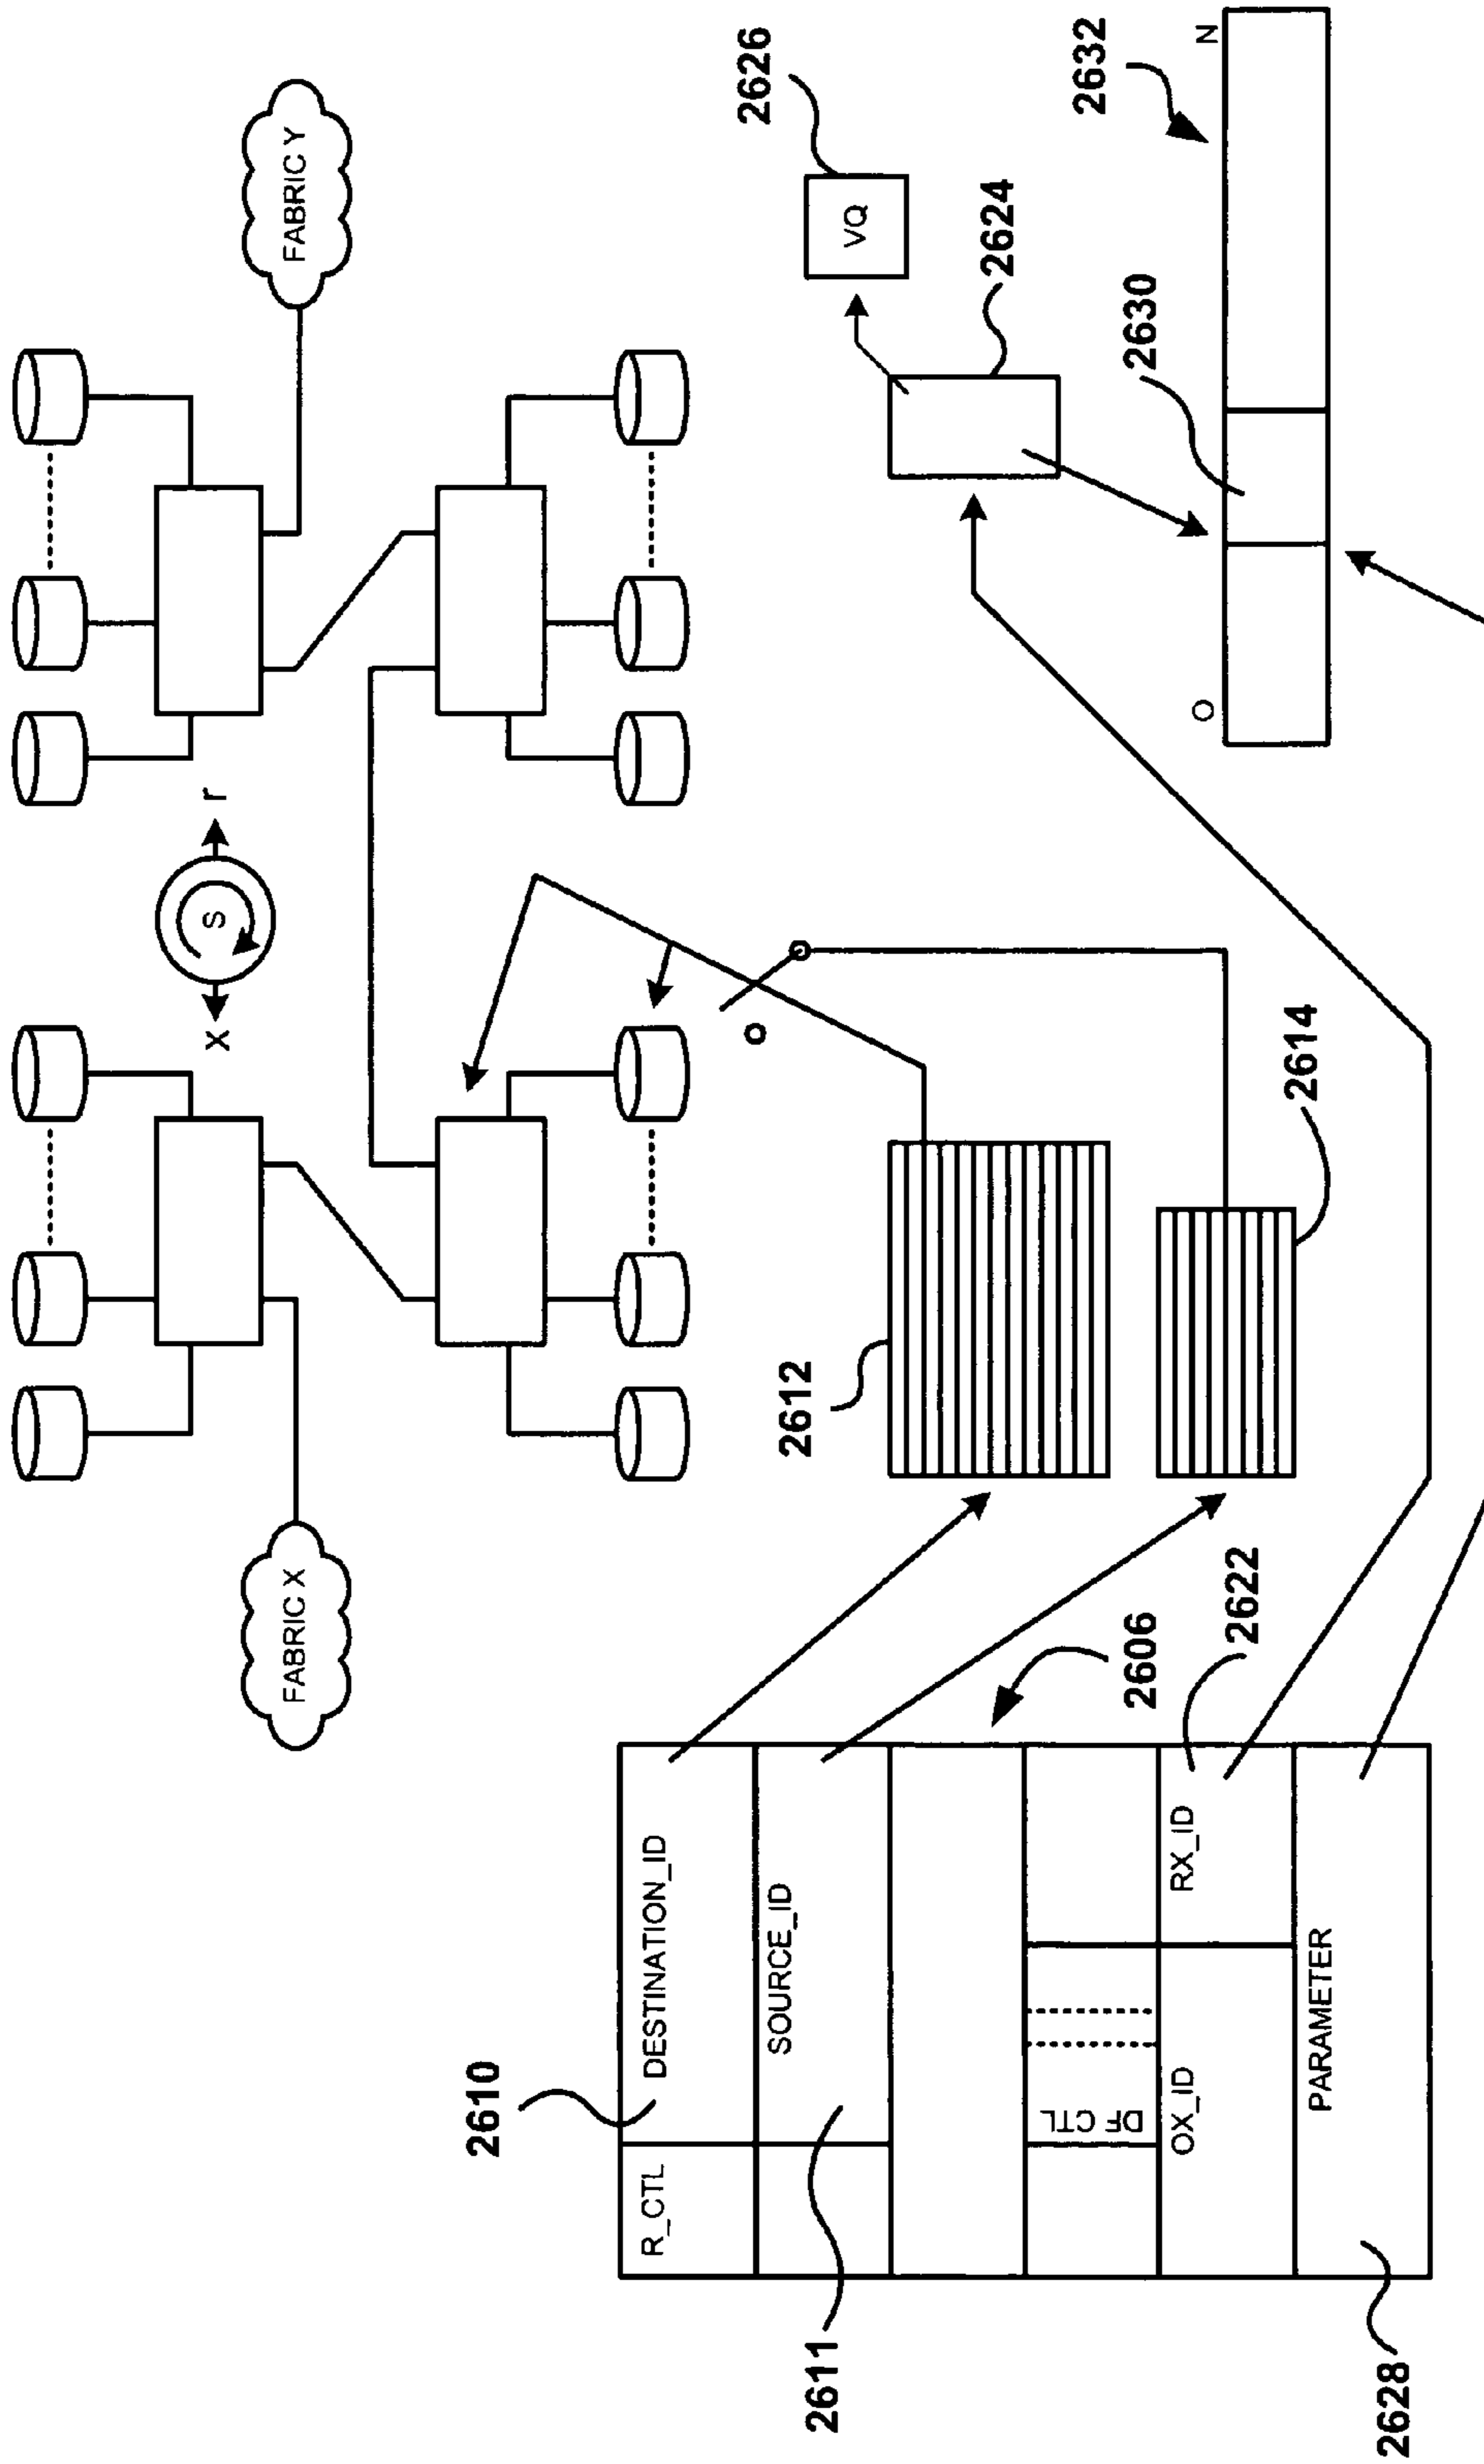 FABRIC X
FABRIC Y
x
s
r
2610
R_CTL
DESTINATION_ID
2611
SOURCE_ID
DF CTL
OX_ID
RX_ID
PARAMETER
2628
2606
2622
2612
2614
2626
VQ
2624
2630
2632
O
N